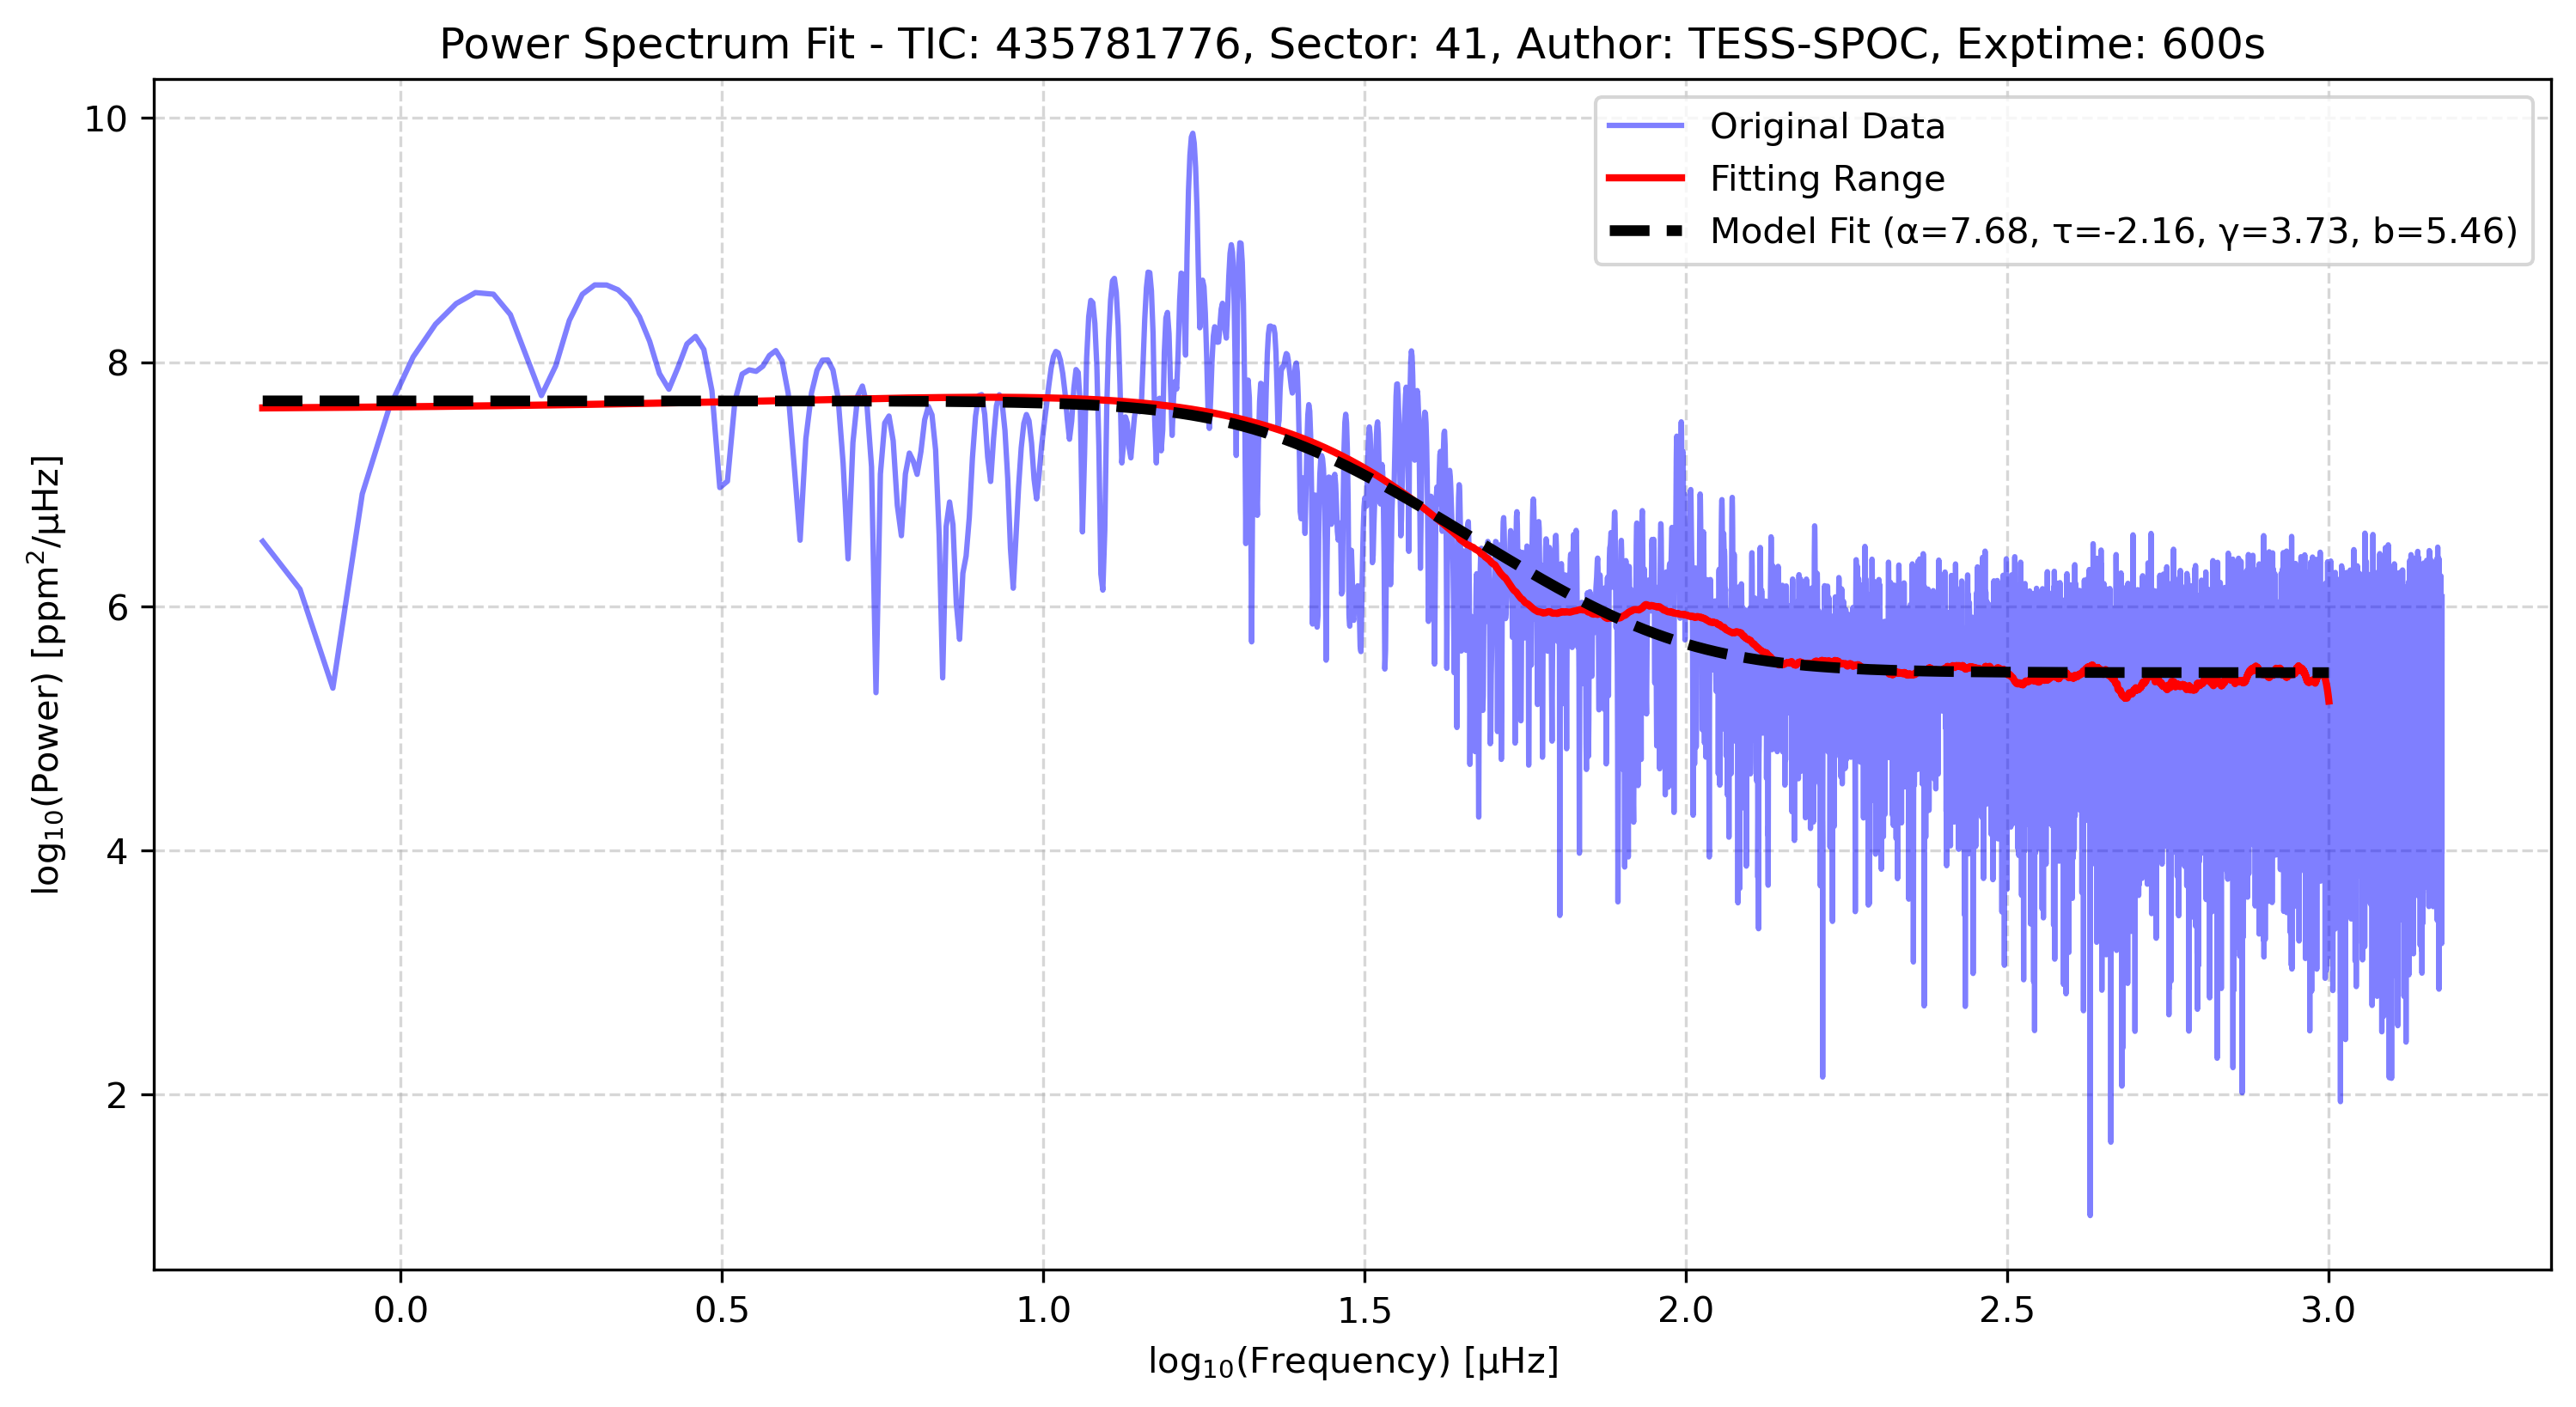 Power Spectrum Fit - TIC: 435781776, Sector: 41, Author: TESS-SPOC, Exptime: 600s
Original Data
Fitting Range
Model Fit (α=7.68, τ=-2.16, γ=3.73, b=5.46)
log₁₀(Power) [ppm²/μHz]
10
8
6
4
2
0.0 0.5 1.0 1.5 2.0 2.5 3.0
log₁₀(Frequency) [μHz]